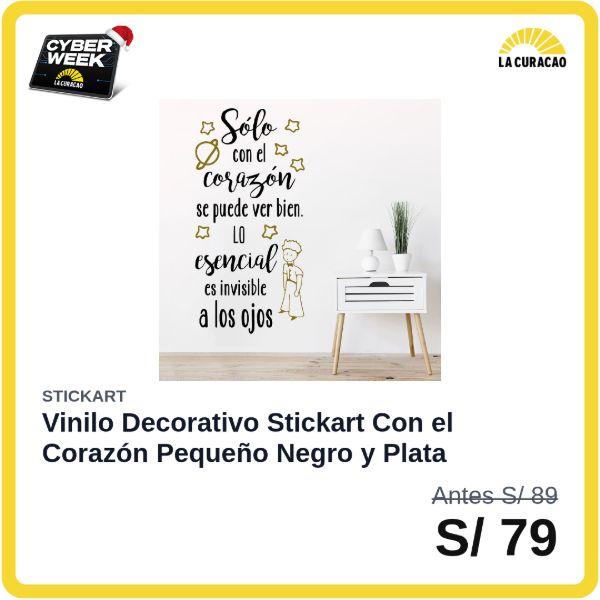 CYBER
WEEK
LA CURACAO
LA CURACAO
Sólo
con el
corazón
se puede ver bien.
LO
esencial
es invisible
a los ojos
STICKART
Vinilo Decorativo Stickart Con el
Corazón Pequeño Negro y Plata
Antes S/ 89
S/ 79